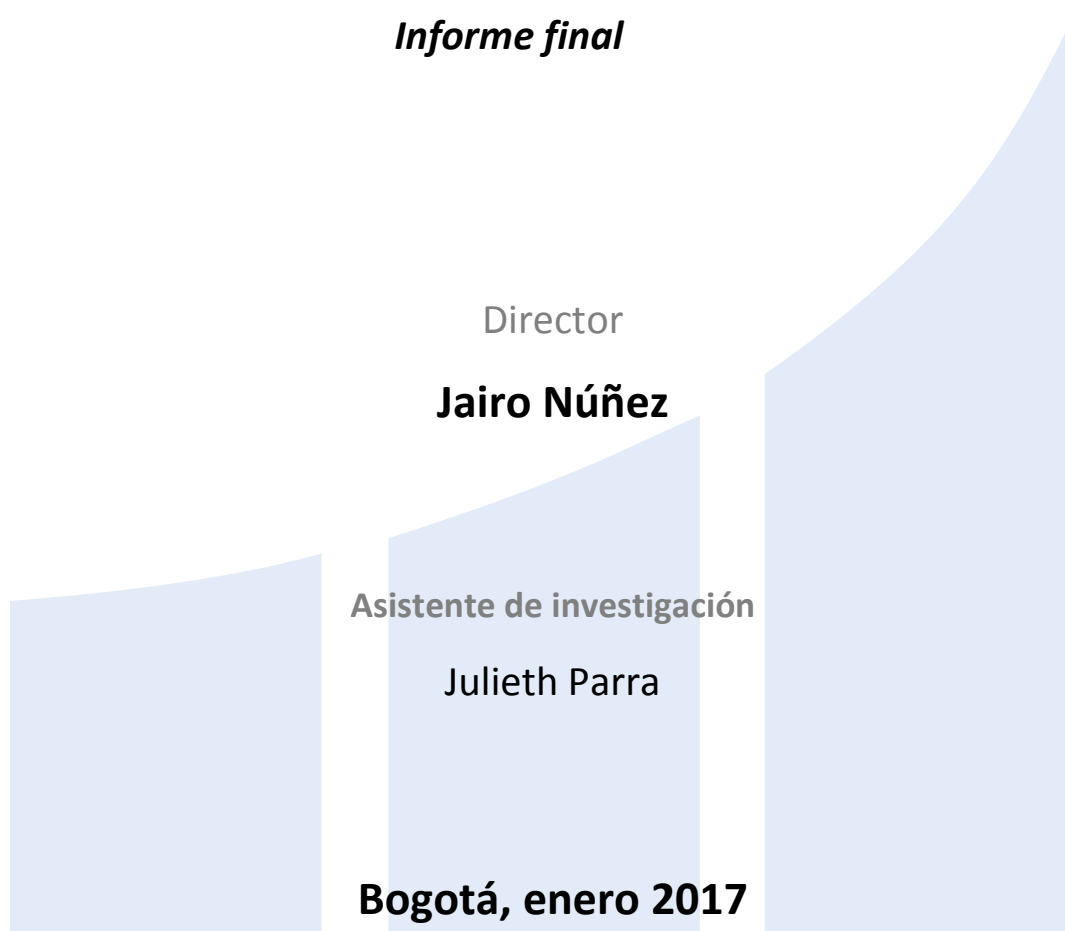 Informe final
Director
Jairo Núñez
Asistente de investigación
Julieth Parra
Bogotá, enero 2017